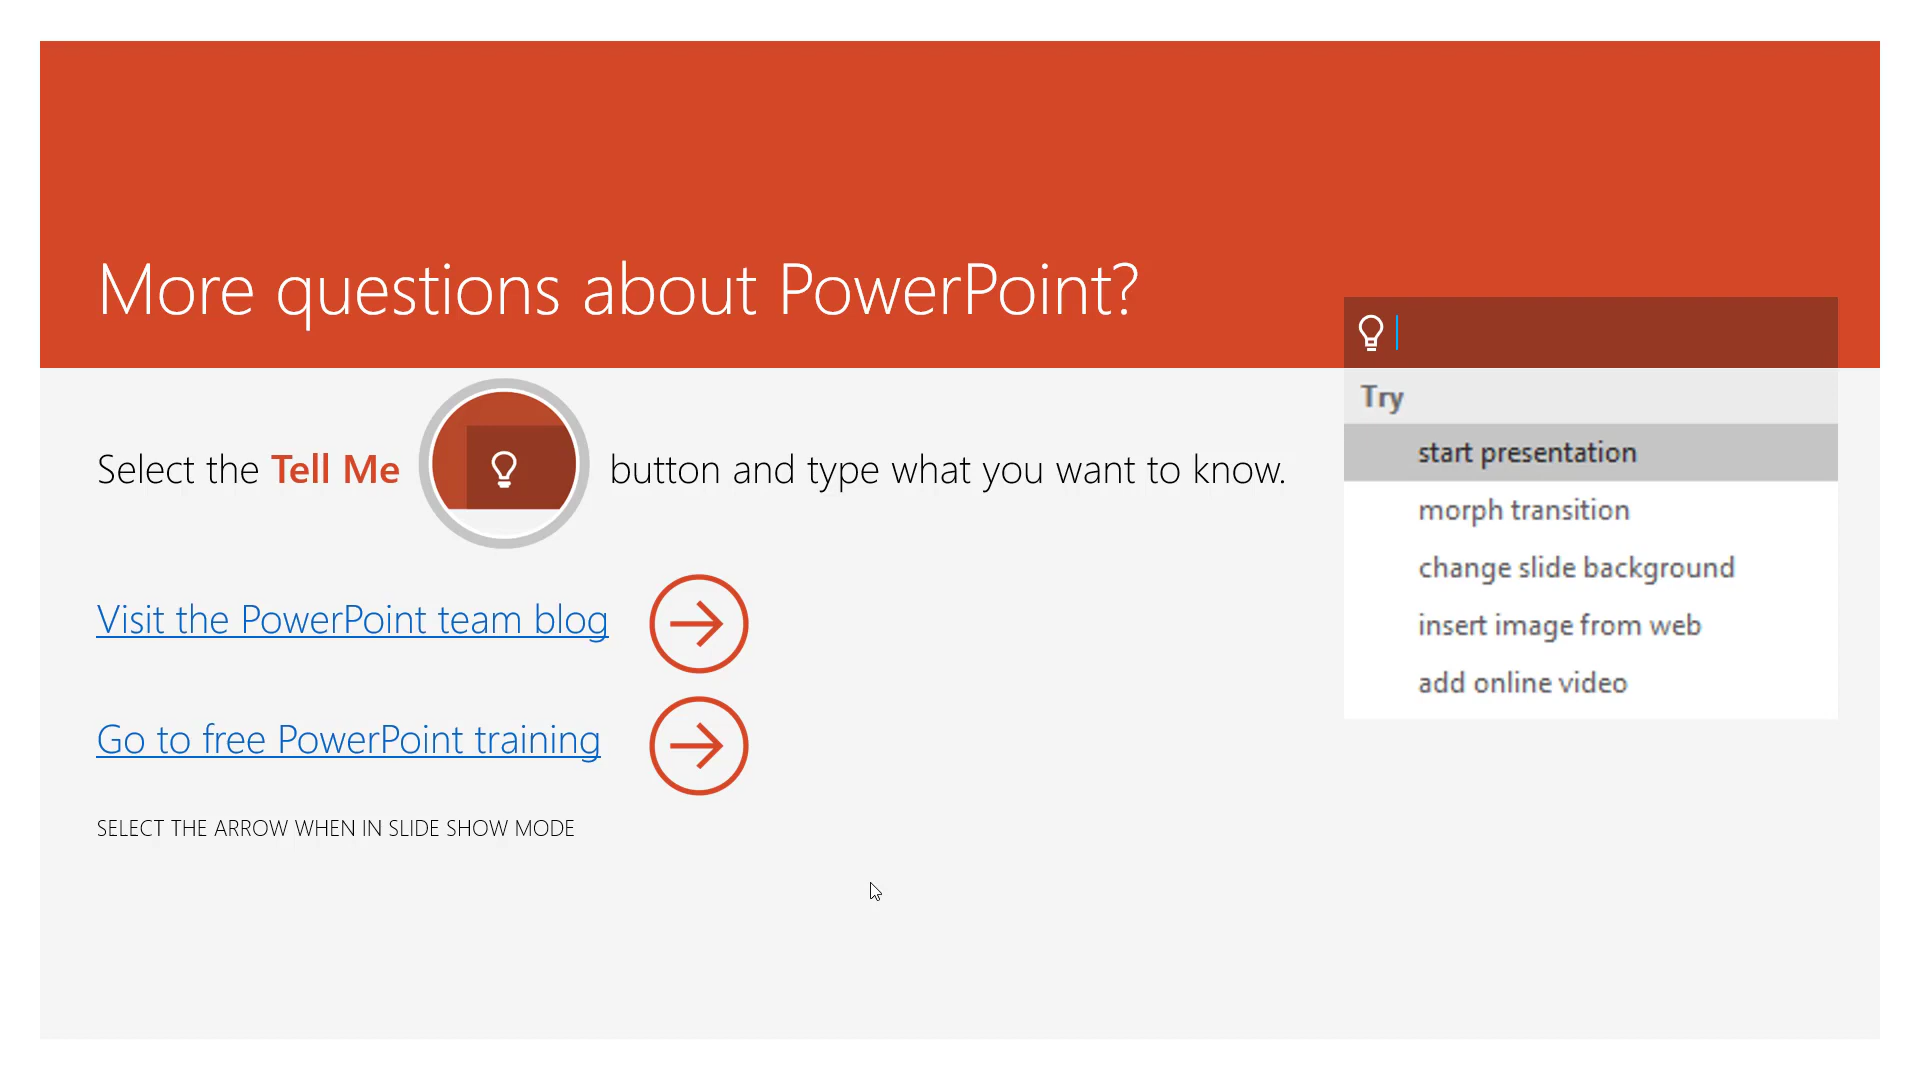 More questions about PowerPoint?
Select the Tell Me button and type what you want to know.
Visit the PowerPoint team blog
Go to free PowerPoint training
SELECT THE ARROW WHEN IN SLIDE SHOW MODE
Try
start presentation
morph transition
change slide background
insert image from web
add online video